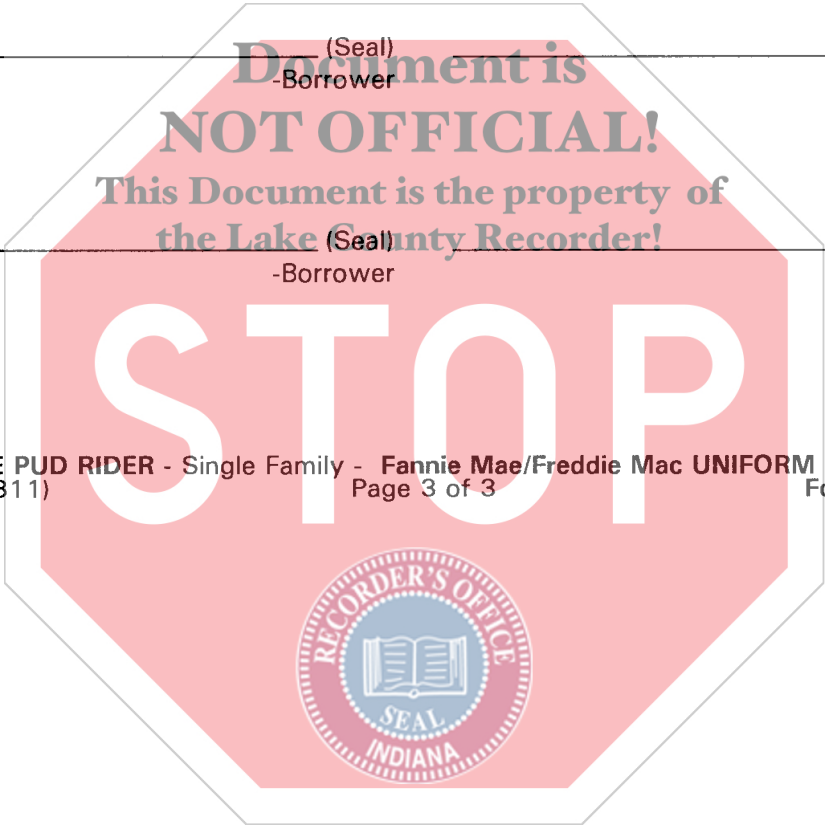 (Seal)
Document is
-Borrower
NOT OFFICIAL!
This Document is the property of
the Lake County Recorder!
(Seal)
-Borrower
STOP
PUD RIDER - Single Family - Fannie Mae/Freddie Mac UNIFORM
811) Page 3 of 3
RECORDER'S OFFICE
SEAL
INDIANA